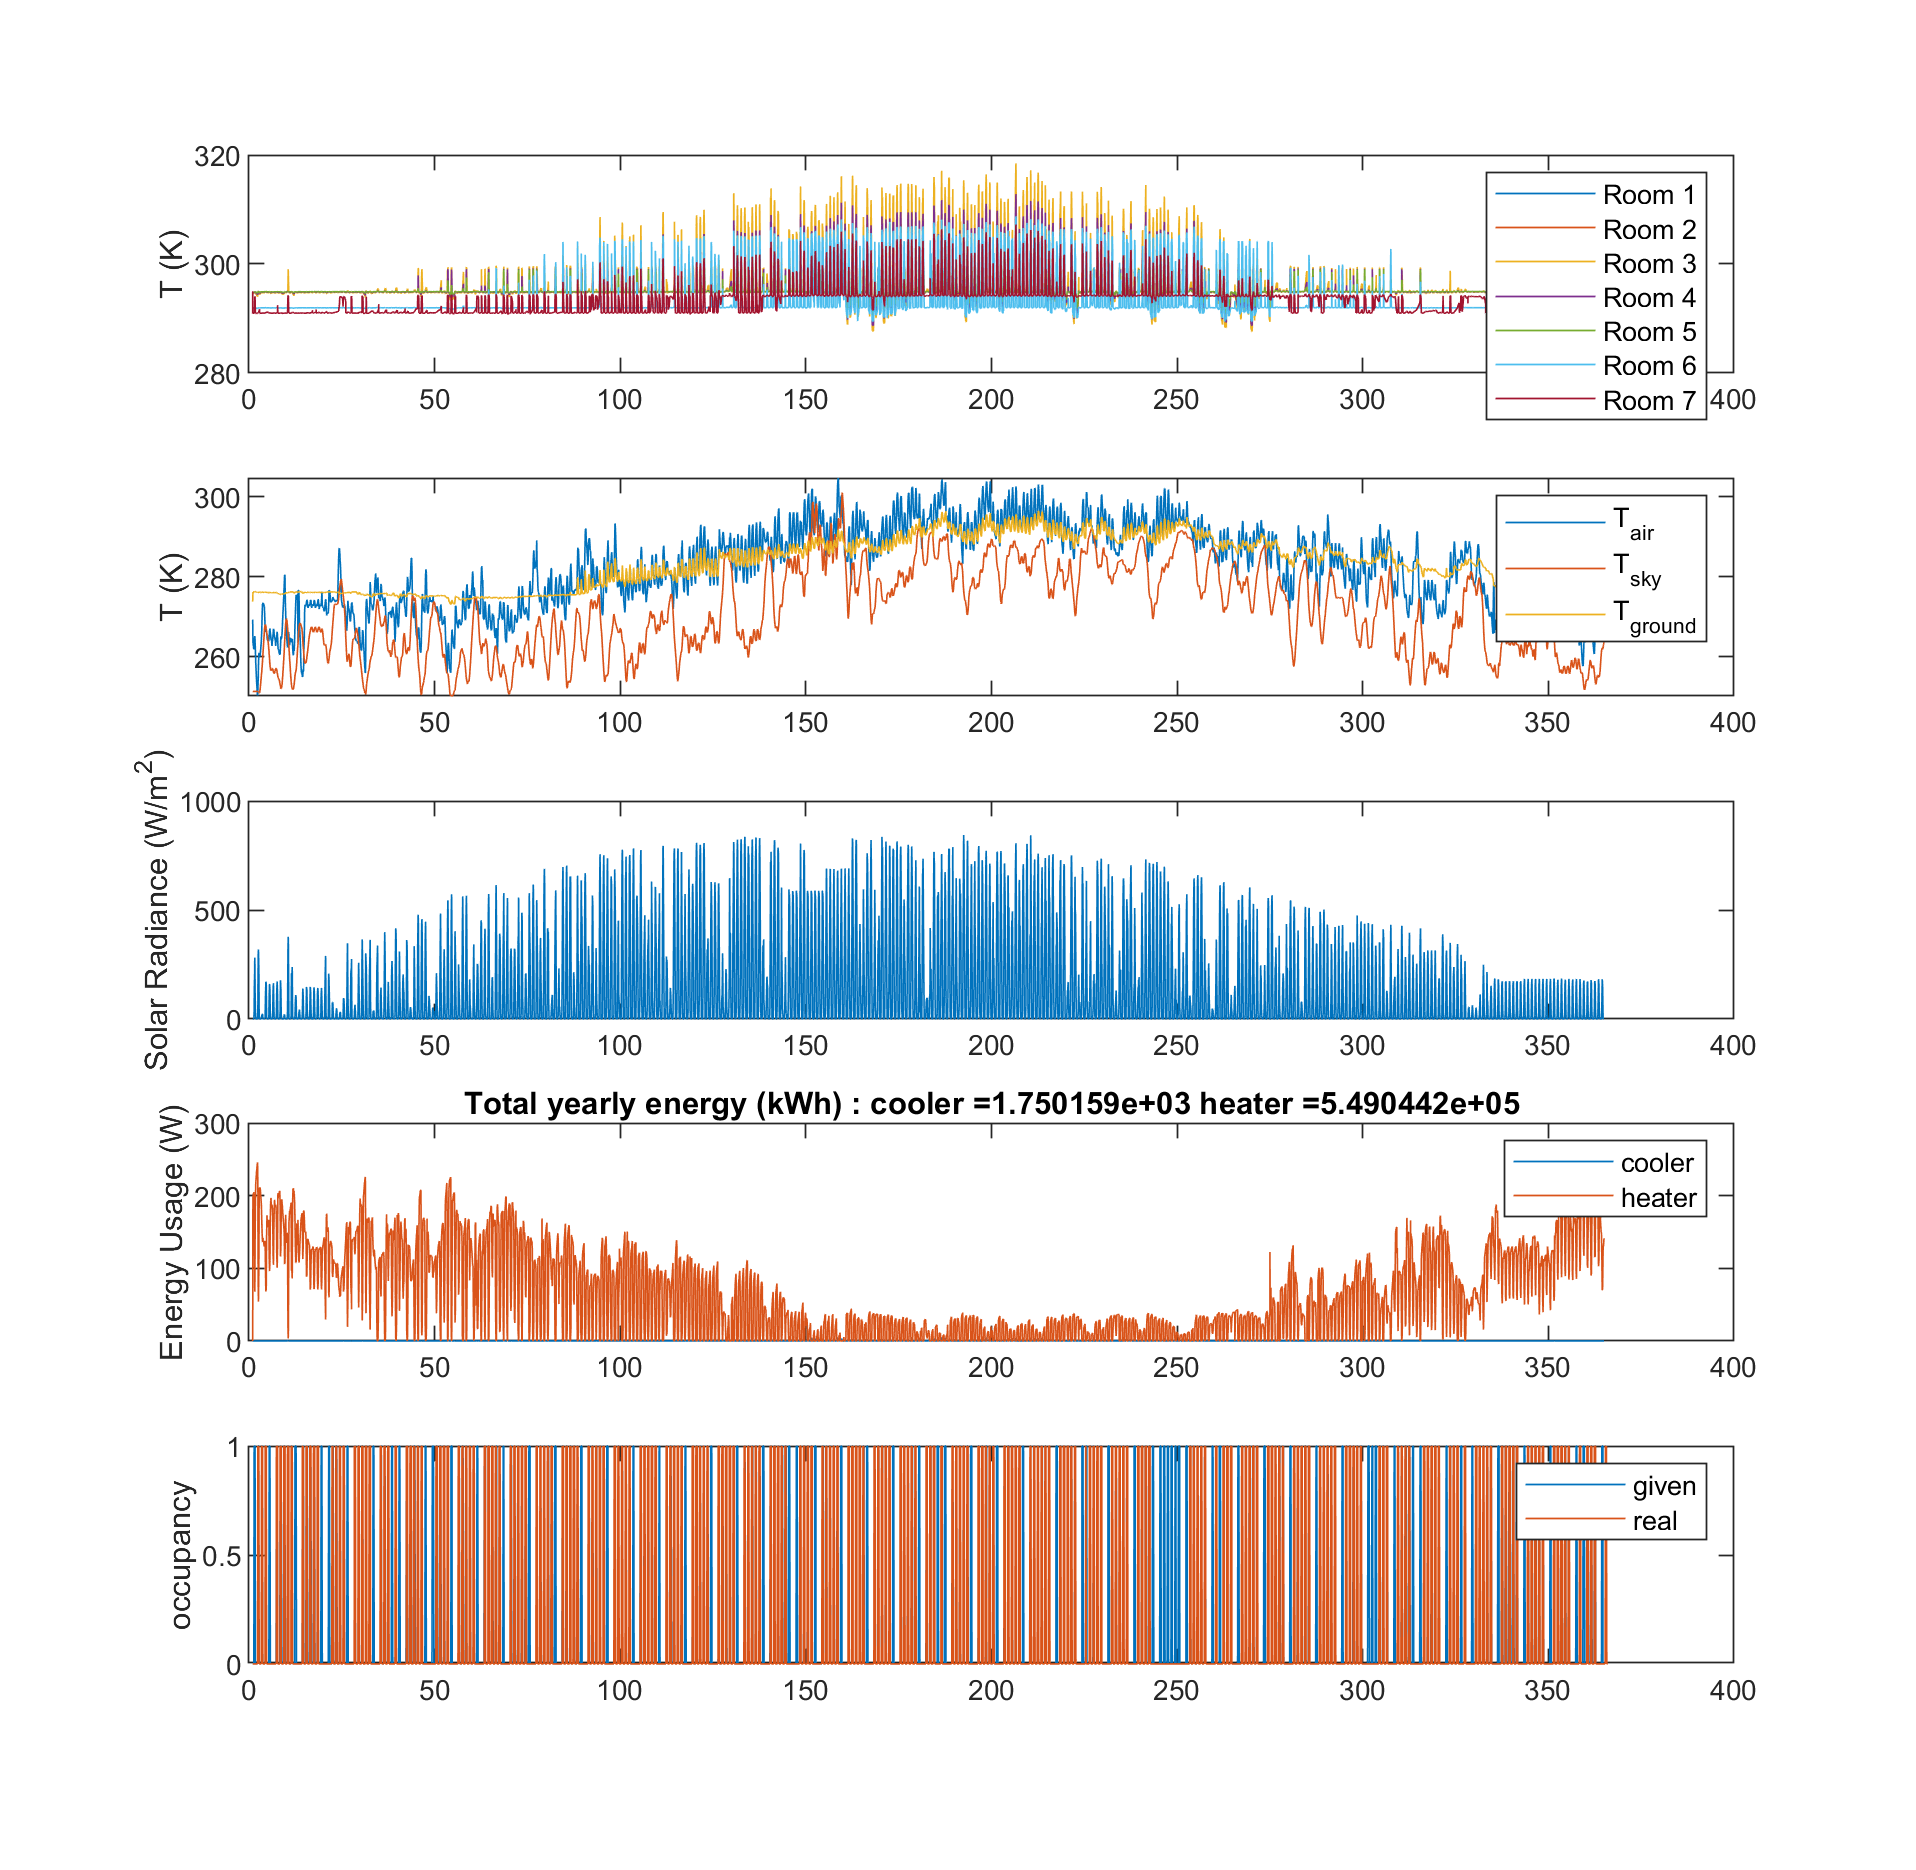 320
300
280
T (K)
0 50 100 150 200 250 300 400
Room 1
Room 2
Room 3
Room 4
Room 5
Room 6
Room 7
300
280
260
T (K)
0 50 100 150 200 250 300 350 400
T_air
T_sky
T_ground
1000
500
0
Solar Radiance (W/m²)
0 50 100 150 200 250 300 350 400
Total yearly energy (kWh) : cooler =1.750159e+03 heater =5.490442e+05
300
200
100
0
Energy Usage (W)
0 50 100 150 200 250 300 350 400
cooler
heater
1
0.5
0
occupancy
0 50 100 150 200 250 300 350 400
given
real